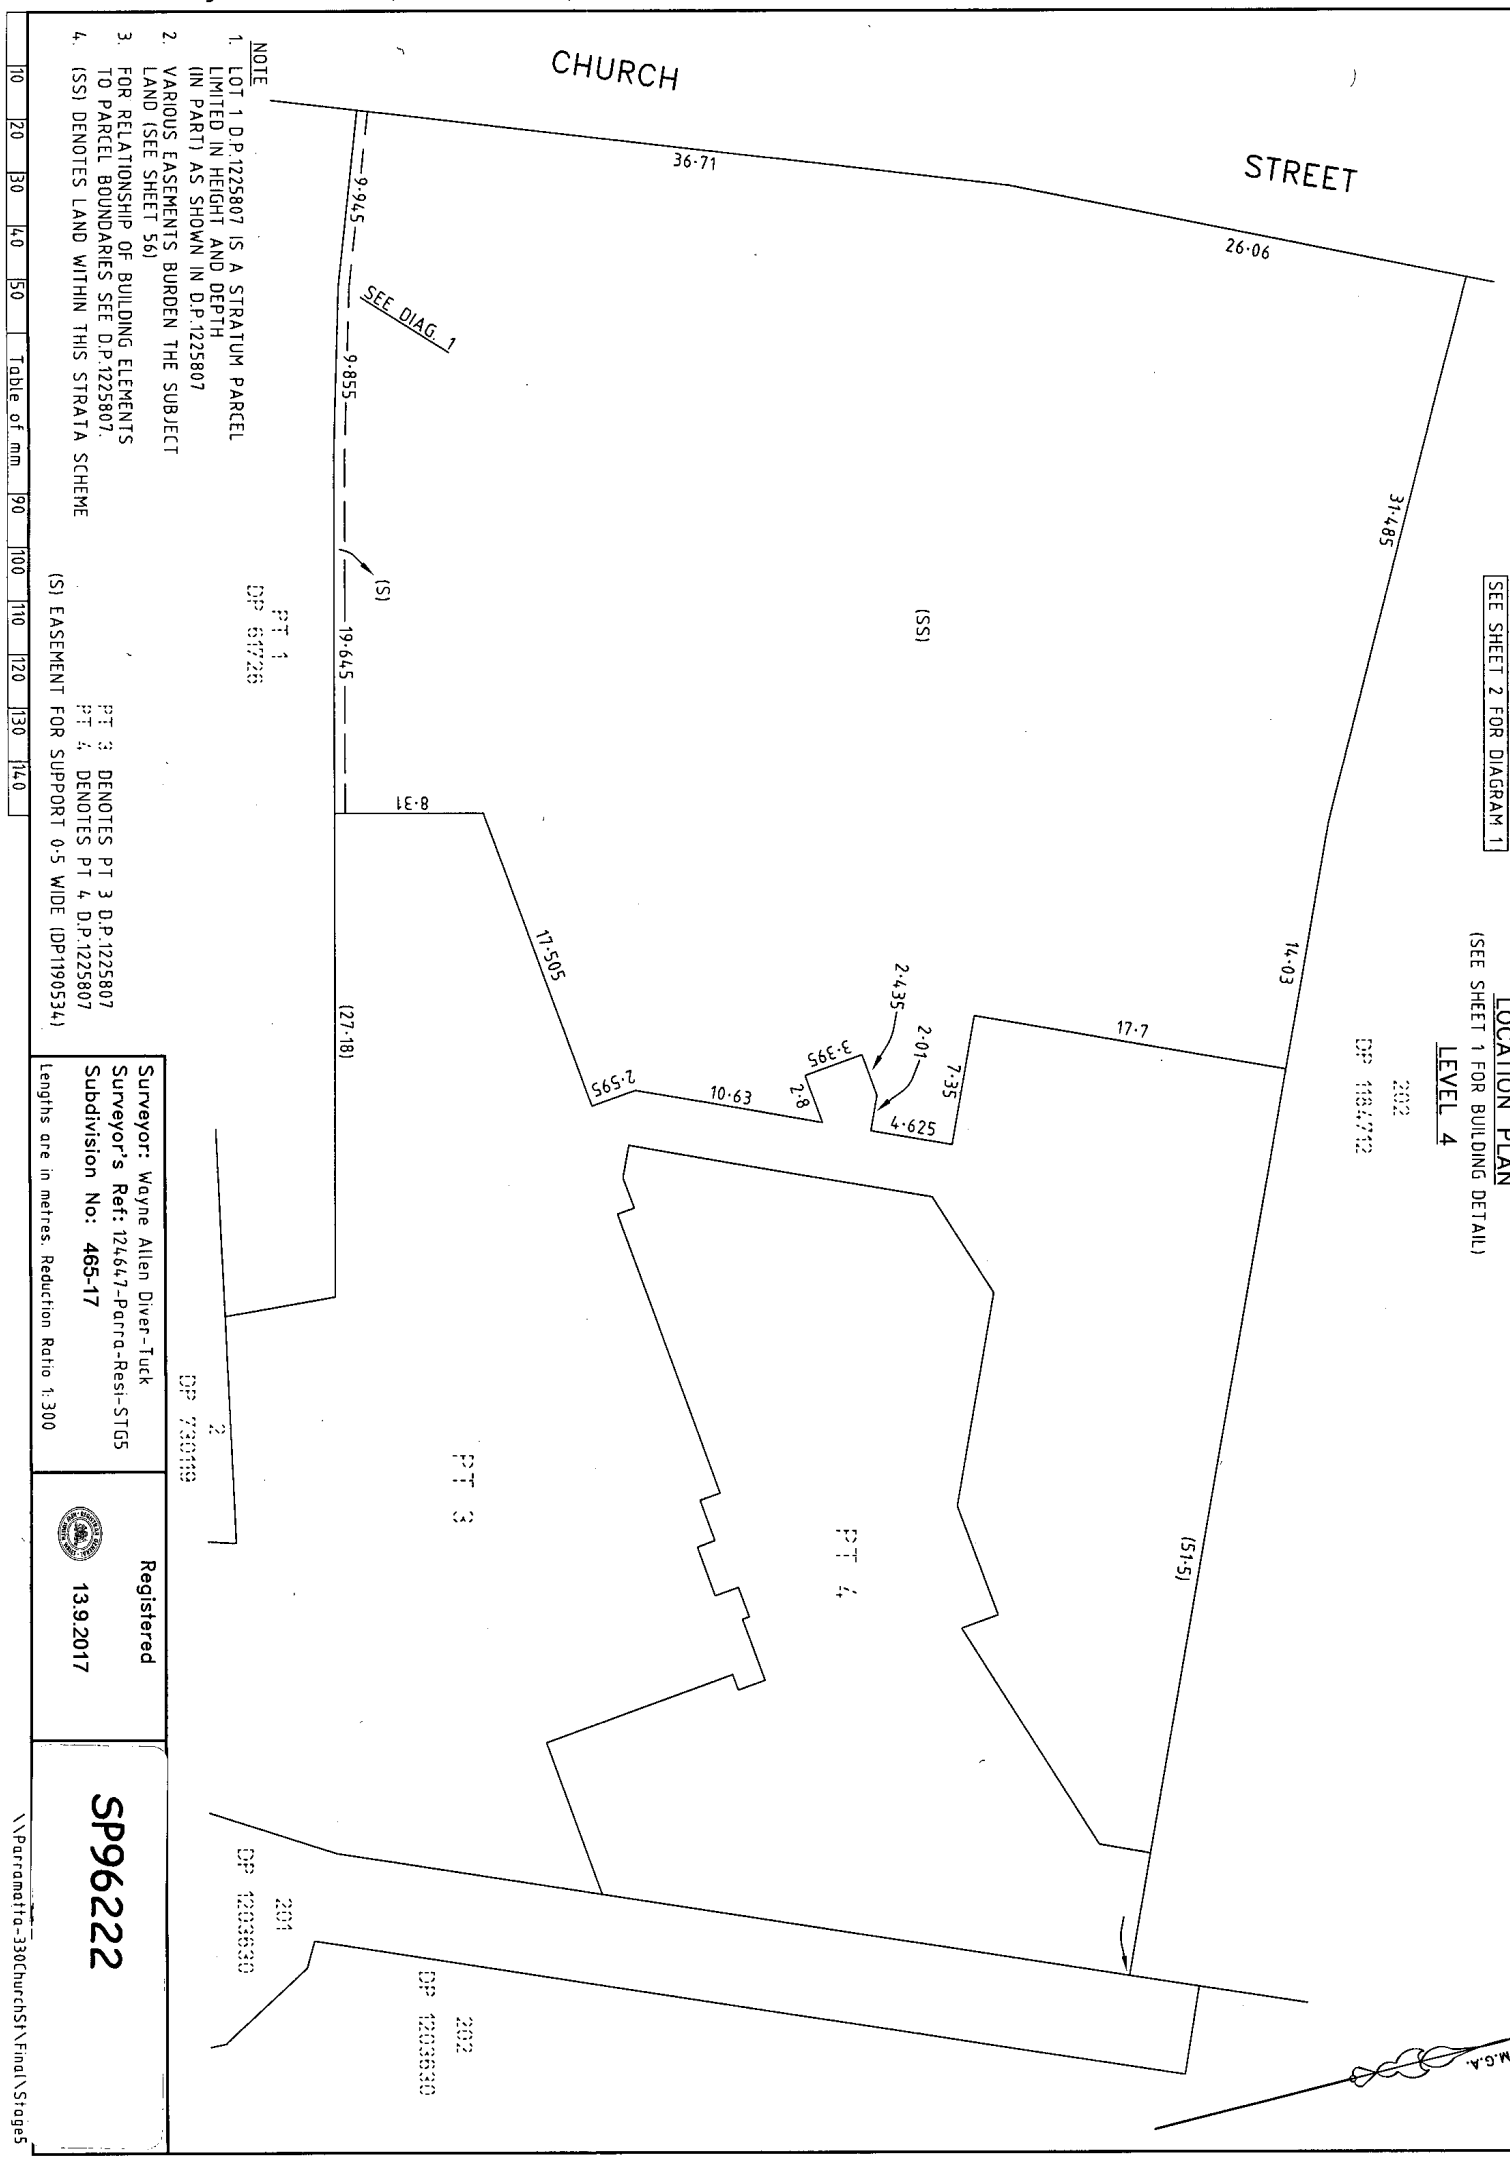 LOCATION PLAN
(SEE SHEET 1 FOR BUILDING DETAIL)
LEVEL 4
SEE SHEET 2 FOR DIAGRAM 1
M.G.A.
CHURCH
STREET
36·71
26·06
31·485
14·03
(51·5)
202
DP 1184712
17·7
7·35
4·625
2·01
2·435
3·395
2·8
10·63
2·595
17·505
8·31
(27·18)
9·945
9·855
19·645
SEE DIAG. 1
(S)
(SS)
PT 1
DP 61726
PT 3
PT 4
2
DP 730119
201
DP 1203630
202
DP 1203630
NOTE
1. LOT 1 D.P.1225807 IS A STRATUM PARCEL
LIMITED IN HEIGHT AND DEPTH
(IN PART) AS SHOWN IN D.P.1225807
2. VARIOUS EASEMENTS BURDEN THE SUBJECT
LAND (SEE SHEET 56)
3. FOR RELATIONSHIP OF BUILDING ELEMENTS
TO PARCEL BOUNDARIES SEE D.P.1225807.
4. (SS) DENOTES LAND WITHIN THIS STRATA SCHEME
PT 3 DENOTES PT 3 D.P.1225807
PT 4 DENOTES PT 4 D.P.1225807
(S) EASEMENT FOR SUPPORT 0·5 WIDE (DP1190534)
Surveyor: Wayne Allen Diver-Tuck
Surveyor's Ref: 124647-Parra-Resi-STG5
Subdivision No: 465-17
Lengths are in metres. Reduction Ratio 1:300
Registered
13.9.2017
SP96222
10 20 30 40 50 Table of mm 90 100 110 120 130 140
\\Parramatta-330ChurchSt\Final\Stage5